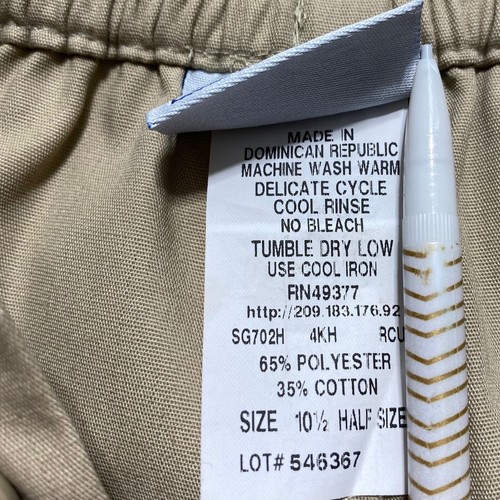 MADE IN
DOMINICAN REPUBLIC
MACHINE WASH WARM
DELICATE CYCLE
COOL RINSE
NO BLEACH
TUMBLE DRY LOW
USE COOL IRON
RN49377
http://209.183.176.92
SG702H 4KH RCU
65% POLYESTER
35% COTTON
SIZE 10½ HALF SIZE
LOT# 546367